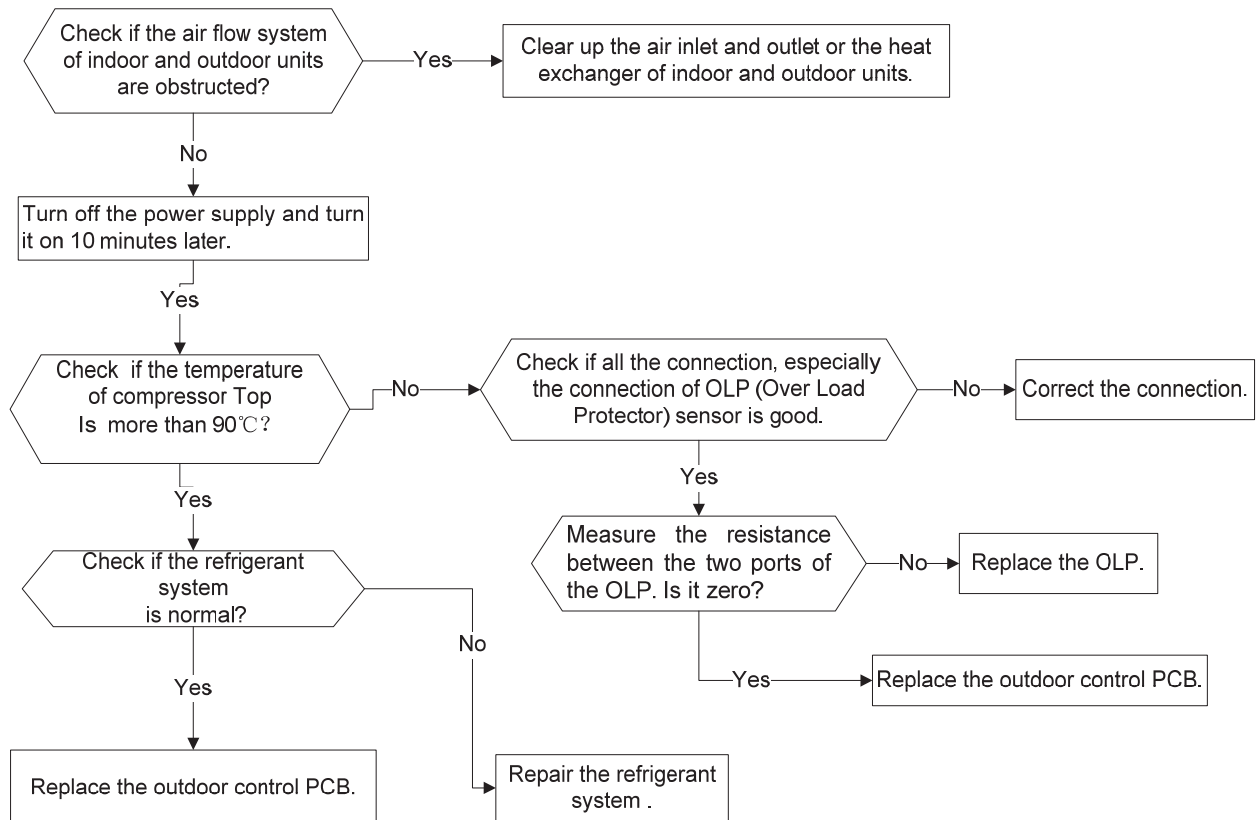 Check if the air flow system
of indoor and outdoor units
are obstructed?
Yes
Clear up the air inlet and outlet or the heat
exchanger of indoor and outdoor units.
No
Turn off the power supply and turn
it on 10 minutes later.
Yes
Check if the temperature
of compressor Top
Is more than 90℃?
No
Check if all the connection, especially
the connection of OLP (Over Load
Protector) sensor is good.
No
Correct the connection.
Yes
Yes
Measure the resistance
between the two ports of
the OLP. Is it zero?
No
Replace the OLP.
Check if the refrigerant
system
is normal?
No
Yes
Yes
Replace the outdoor control PCB.
Replace the outdoor control PCB.
Repair the refrigerant
system .